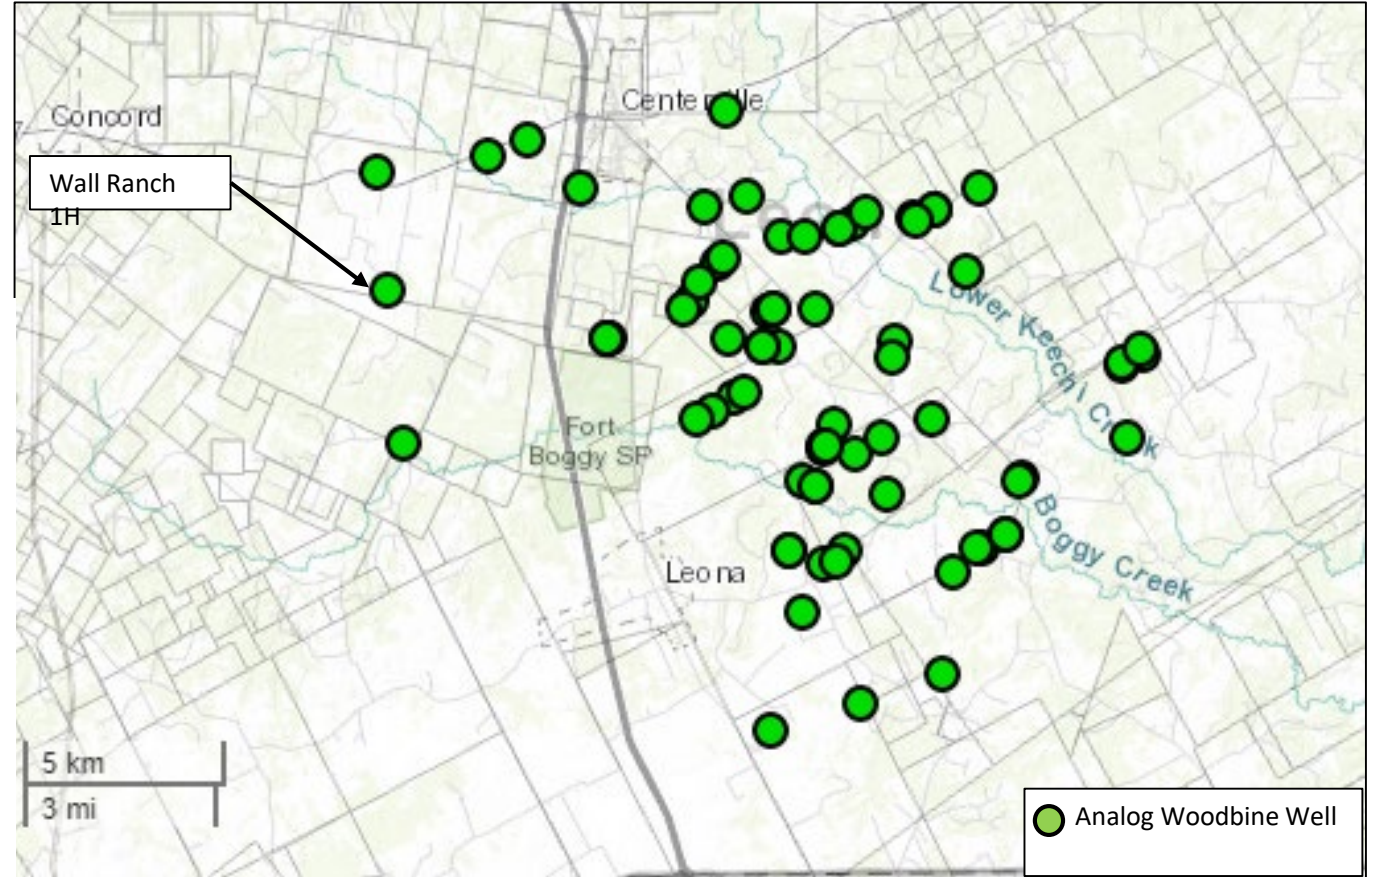 Concord
Wall Ranch
1H
Lower Keechi Creek
Fort
Boggy SP
Boggy Creek
Leona
5 km
3 mi
Analog Woodbine Well